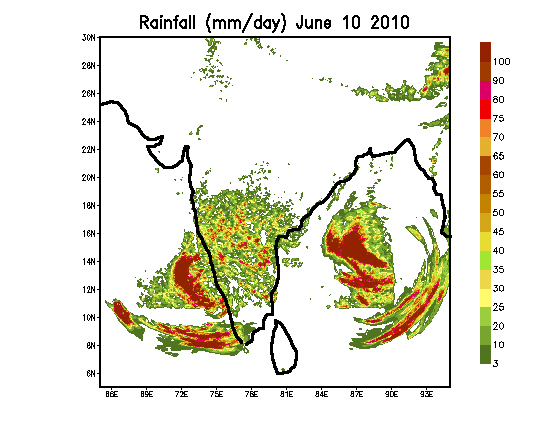 Rainfall (mm/day) June 10 2010
30N
28N
26N
24N
22N
20N
18N
16N
14N
12N
10N
8N
6N
66E 69E 72E 75E 78E 81E 84E 87E 90E 93E
100
90
80
75
70
65
60
55
50
45
40
35
30
25
20
10
3